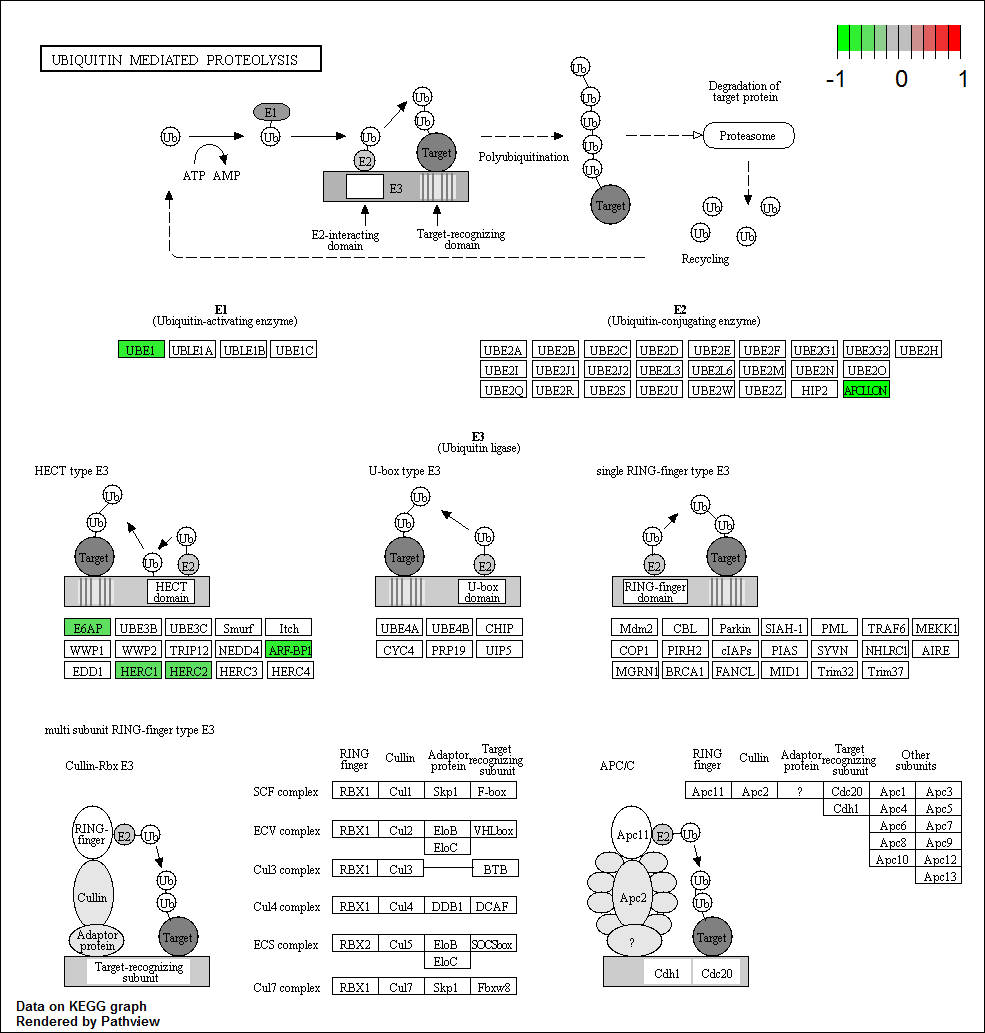 UBIQUITIN MEDIATED PROTEOLYSIS
-1 0 1
Ub
ATP AMP
E1
Ub
Ub
E2
Ub
Ub
Target
E3
E2-interacting
domain
Target-recognizing
domain
Polyubiquitination
Ub
Ub
Ub
Ub
Ub
Target
Degradation of
target protein
Proteasome
Ub
Ub
Ub
Ub
Recycling
E1
(Ubiquitin-activating enzyme)
UBE1 UBLE1A UBLE1B UBE1C
E2
(Ubiquitin-conjugating enzyme)
UBE2A UBE2B UBE2C UBE2D UBE2E UBE2F UBE2G1 UBE2G2 UBE2H
UBE2I UBE2J1 UBE2J2 UBE2L3 UBE2L6 UBE2M UBE2N UBE2O
UBE2Q UBE2R UBE2S UBE2U UBE2W UBE2Z HIP2 APCLLON
E3
(Ubiquitin ligase)
HECT type E3
Ub
Ub
Target
Ub
Ub
E2
HECT
domain
E6AP UBE3B UBE3C Smurf Itch
WWP1 WWP2 TRIP12 NEDD4 ARF-BP1
EDD1 HERC1 HERC2 HERC3 HERC4
U-box type E3
Ub
Ub
Target
Ub
E2
U-box
domain
UBE4A UBE4B CHIP
CYC4 PRP19 UIP5
single RING-finger type E3
Ub
Ub
Ub
E2
Target
RING-finger
domain
Mdm2 CBL Parkin SIAH-1 PML TRAF6 MEKK1
COP1 PIRH2 cIAPs PIAS SYVN NHLRC1 AIRE
MGRN1 BRCA1 FANCL MID1 Trim32 Trim37
multi subunit RING-finger type E3
Cullin-Rbx E3
RING-
finger
E2
Ub
Cullin
Ub
Ub
Adaptor
protein
Target
Target-recognizing
subunit
RING
finger
Cullin
Adaptor
protein
Target
recognizing
subunit
SCF complex RBX1 Cul1 Skp1 F-box
ECV complex RBX1 Cul2 EloB VHLbox
EloC
Cul3 complex RBX1 Cul3 BTB
Cul4 complex RBX1 Cul4 DDB1 DCAF
ECS complex RBX2 Cul5 EloB SOCSbox
EloC
Cul7 complex RBX1 Cul7 Skp1 Fbxw8
APC/C
RING
finger
Cullin
Adaptor
protein
Target
recognizing
subunit
Other
subunits
Apc11 Apc2 ? Cdc20 Apc1 Apc3
Cdh1 Apc4 Apc5
Apc6 Apc7
Apc8 Apc9
Apc10 Apc12
Apc13
Apc11
E2
Ub
Apc2
Ub
Ub
?
Target
Cdh1 Cdc20
Data on KEGG graph
Rendered by Pathview